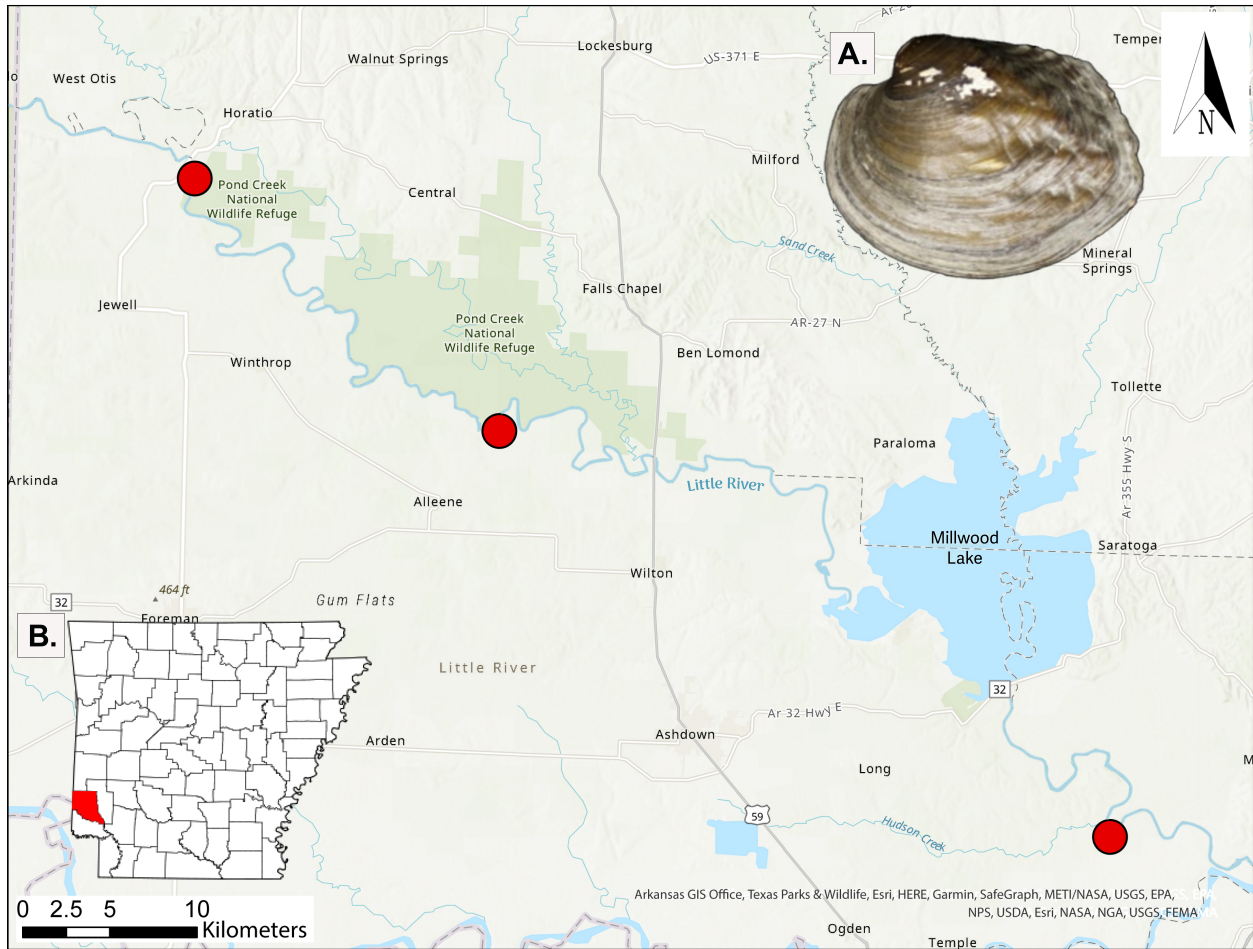 Ar 2
Lockesburg
US-371 E
A.
Temper
West Otis
Walnut Springs
N
Horatio
Milford
Pond Creek
National
Wildlife Refuge
Central
Sand Creek
Mineral
Springs
Falls Chapel
Jewell
Pond Creek
National
Wildlife Refuge
AR-27 N
Winthrop
Ben Lomond
Tollette
Paraloma
Arkinda
Little River
Ar 355 Hwy S
Alleene
Millwood
Lake
Saratoga
Wilton
464 ft
32
Gum Flats
Foreman
B.
Little River
32
Ar 32 Hwy E
Ashdown
Arden
Long
M
59
Hudson Creek
Arkansas GIS Office, Texas Parks & Wildlife, Esri, HERE, Garmin, SafeGraph, METI/NASA, USGS, EPA,
NPS, USDA, Esri, NASA, NGA, USGS, FEMA
0 2.5 5 10
Kilometers
Ogden
Temple